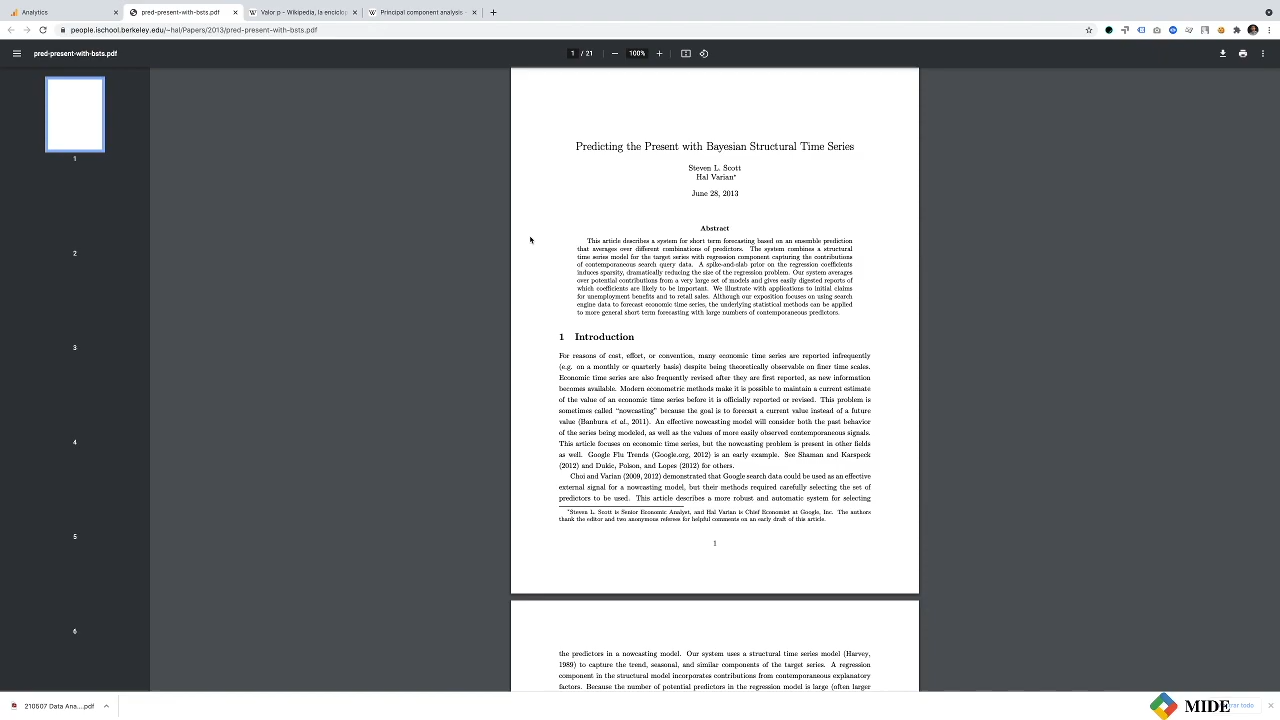 Analytics
pred-present-with-bsts.pdf
Valor p - Wikipedia, la enciclop
Principal component analysis -
people.ischool.berkeley.edu/~hal/Papers/2013/pred-present-with-bsts.pdf
pred-present-with-bsts.pdf
1 / 21
100%
1
2
3
4
5
6
Predicting the Present with Bayesian Structural Time Series
Steven L. Scott
Hal Varian*
June 28, 2013
Abstract
This article describes a system for short term forecasting based on an ensemble prediction
that averages over different combinations of predictors. The system combines a structural
time series model for the target series with regression component capturing the contributions
of contemporaneous search query data. A spike-and-slab prior on the regression coefficients
induces sparsity, dramatically reducing the size of the regression problem. Our system averages
over potential contributions from a very large set of models and gives easily digested reports of
which coefficients are likely to be important. We illustrate with applications to initial claims
for unemployment benefits and to retail sales. Although our exposition focuses on using search
engine data to forecast economic time series, the underlying statistical methods can be applied
to more general short term forecasting with large numbers of contemporaneous predictors.
1 Introduction
For reasons of cost, effort, or convention, many economic time series are reported infrequently
(e.g. on a monthly or quarterly basis) despite being theoretically observable on finer time scales.
Economic time series are also frequently revised after they are first reported, as new information
becomes available. Modern econometric methods make it is possible to maintain a current estimate
of the value of an economic time series before it is officially reported or revised. This problem is
sometimes called "nowcasting" because the goal is to forecast a current value instead of a future
value (Banbura et al., 2011). An effective nowcasting model will consider both the past behavior
of the series being modeled, as well as the values of more easily observed contemporaneous signals.
This article focuses on economic time series, but the nowcasting problem is present in other fields
as well. Google Flu Trends (Google.org, 2012) is an early example. See Shaman and Karspeck
(2012) and Dukic, Polson, and Lopes (2012) for others.
Choi and Varian (2009, 2012) demonstrated that Google search data could be used as an effective
external signal for a nowcasting model, but their methods required carefully selecting the set of
predictors to be used. This article describes a more robust and automatic system for selecting
*Steven L. Scott is Senior Economic Analyst, and Hal Varian is Chief Economist at Google, Inc. The authors
thank the editor and two anonymous referees for helpful comments on an early draft of this article.
1
the predictors in a nowcasting model. Our system uses a structural time series model (Harvey,
1989) to capture the trend, seasonal, and similar components of the target series. A regression
component in the structural model incorporates contributions from contemporaneous explanatory
factors. Because the number of potential predictors in the regression model is large (often larger
210507 Data Ana....pdf
MIDE
rar todo